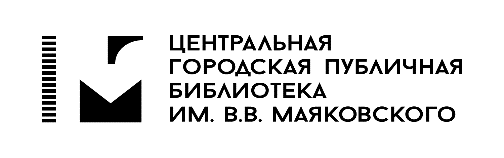 ЦЕНТРАЛЬНАЯ
ГОРОДСКАЯ ПУБЛИЧНАЯ
БИБЛИОТЕКА
ИМ. В.В. МАЯКОВСКОГО